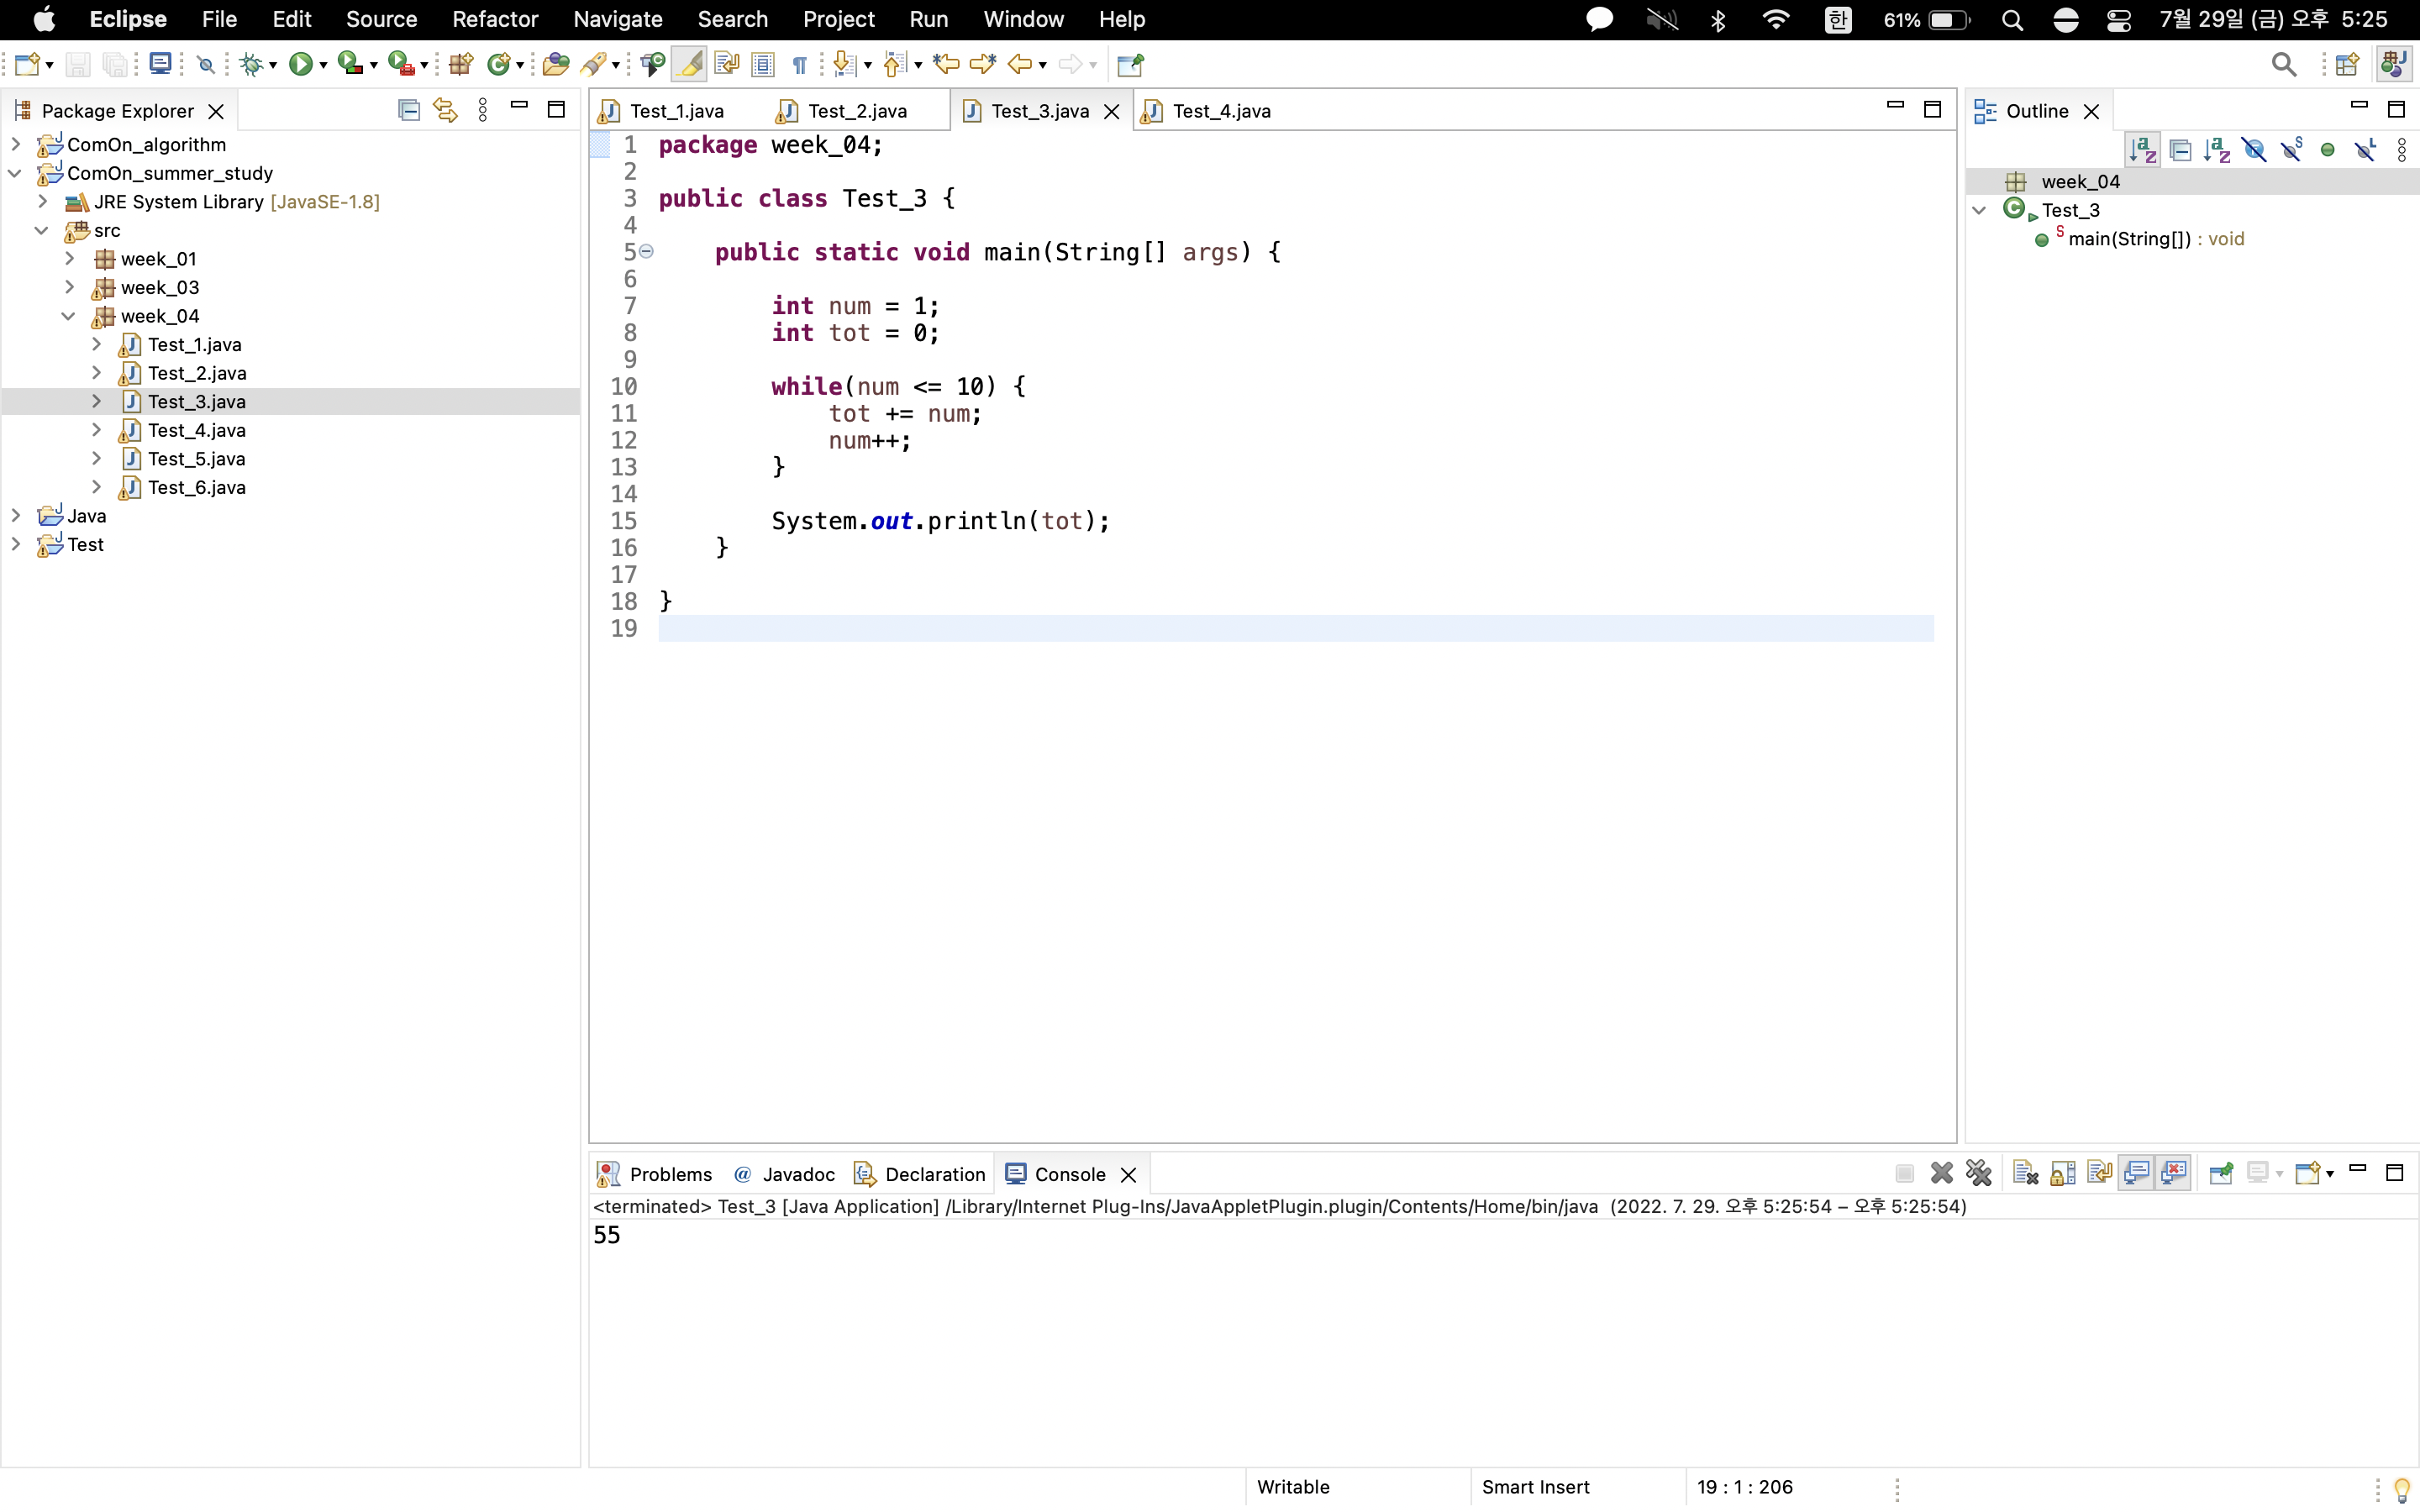 Eclipse File Edit Source Refactor Navigate Search Project Run Window Help 한 61% 7월 29일 (금) 오후 5:25
Package Explorer
ComOn_algorithm
ComOn_summer_study
JRE System Library [JavaSE-1.8]
src
week_01
week_03
week_04
Test_1.java
Test_2.java
Test_3.java
Test_4.java
Test_5.java
Test_6.java
Java
Test
Test_1.java Test_2.java Test_3.java Test_4.java
1 package week_04;
2
3 public class Test_3 {
4
5 public static void main(String[] args) {
6
7 int num = 1;
8 int tot = 0;
9
10 while(num <= 10) {
11 tot += num;
12 num++;
13 }
14
15 System.out.println(tot);
16 }
17
18 }
19
Outline
week_04
Test_3
main(String[]) : void
Problems @ Javadoc Declaration Console
<terminated> Test_3 [Java Application] /Library/Internet Plug-Ins/JavaAppletPlugin.plugin/Contents/Home/bin/java (2022. 7. 29. 오후 5:25:54 – 오후 5:25:54)
55
Writable Smart Insert 19 : 1 : 206